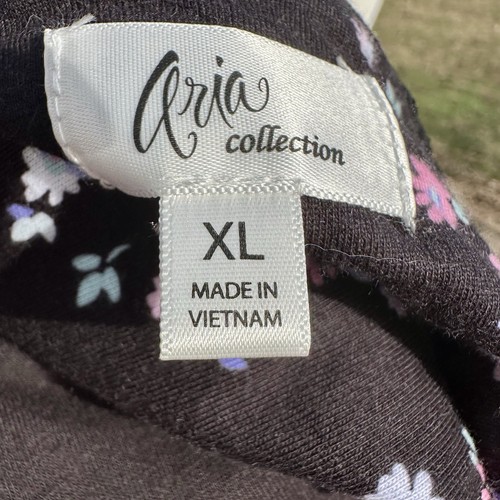 Aria
collection
XL
MADE IN
VIETNAM